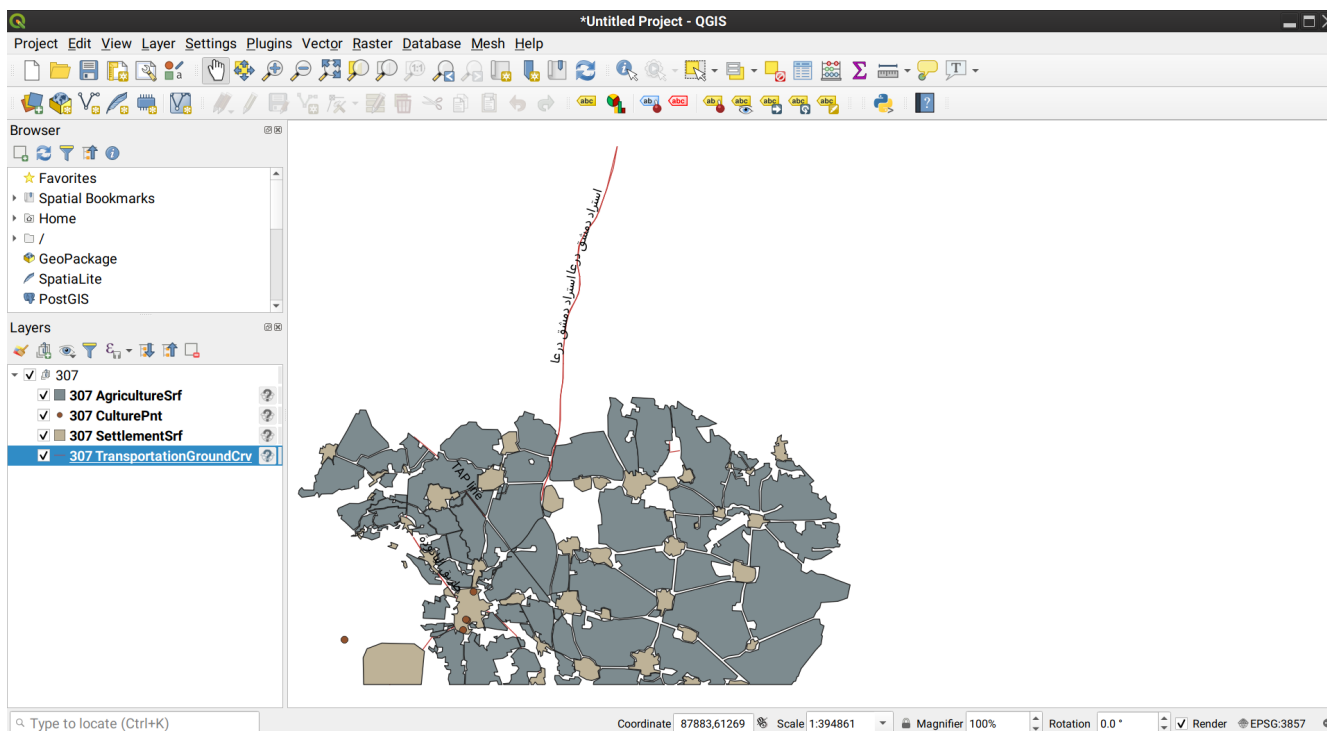 *Untitled Project - QGIS
Project Edit View Layer Settings Plugins Vector Raster Database Mesh Help
Browser
Favorites
Spatial Bookmarks
Home
/
GeoPackage
SpatiaLite
PostGIS
Layers
307
307 AgricultureSrf
307 CulturePnt
307 SettlementSrf
307 TransportationGroundCrv
استراد دمشق درعا
استراد دمشق درعا
TAP line
Type to locate (Ctrl+K)
Coordinate 87883,61269 Scale 1:394861 Magnifier 100% Rotation 0.0 ° Render EPSG:3857